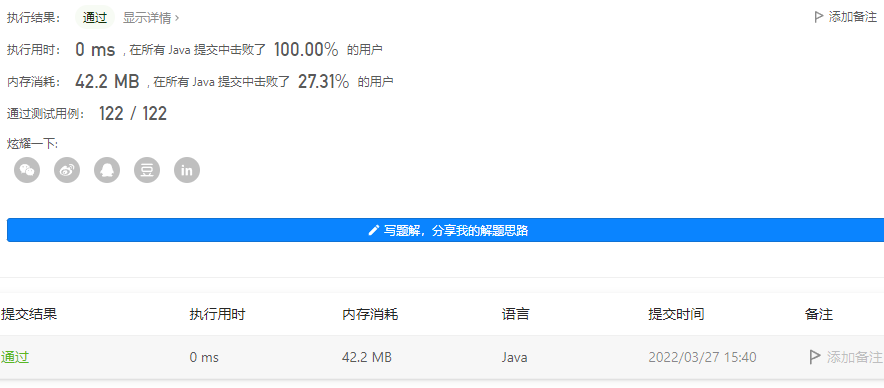 执行结果： 通过 显示详情 › 添加备注
执行用时： 0 ms , 在所有 Java 提交中击败了 100.00% 的用户
内存消耗： 42.2 MB , 在所有 Java 提交中击败了 27.31% 的用户
通过测试用例： 122 / 122
炫耀一下:
豆 in
写题解，分享我的解题思路
提交结果 执行用时 内存消耗 语言 提交时间 备注
通过 0 ms 42.2 MB Java 2022/03/27 15:40 添加备注